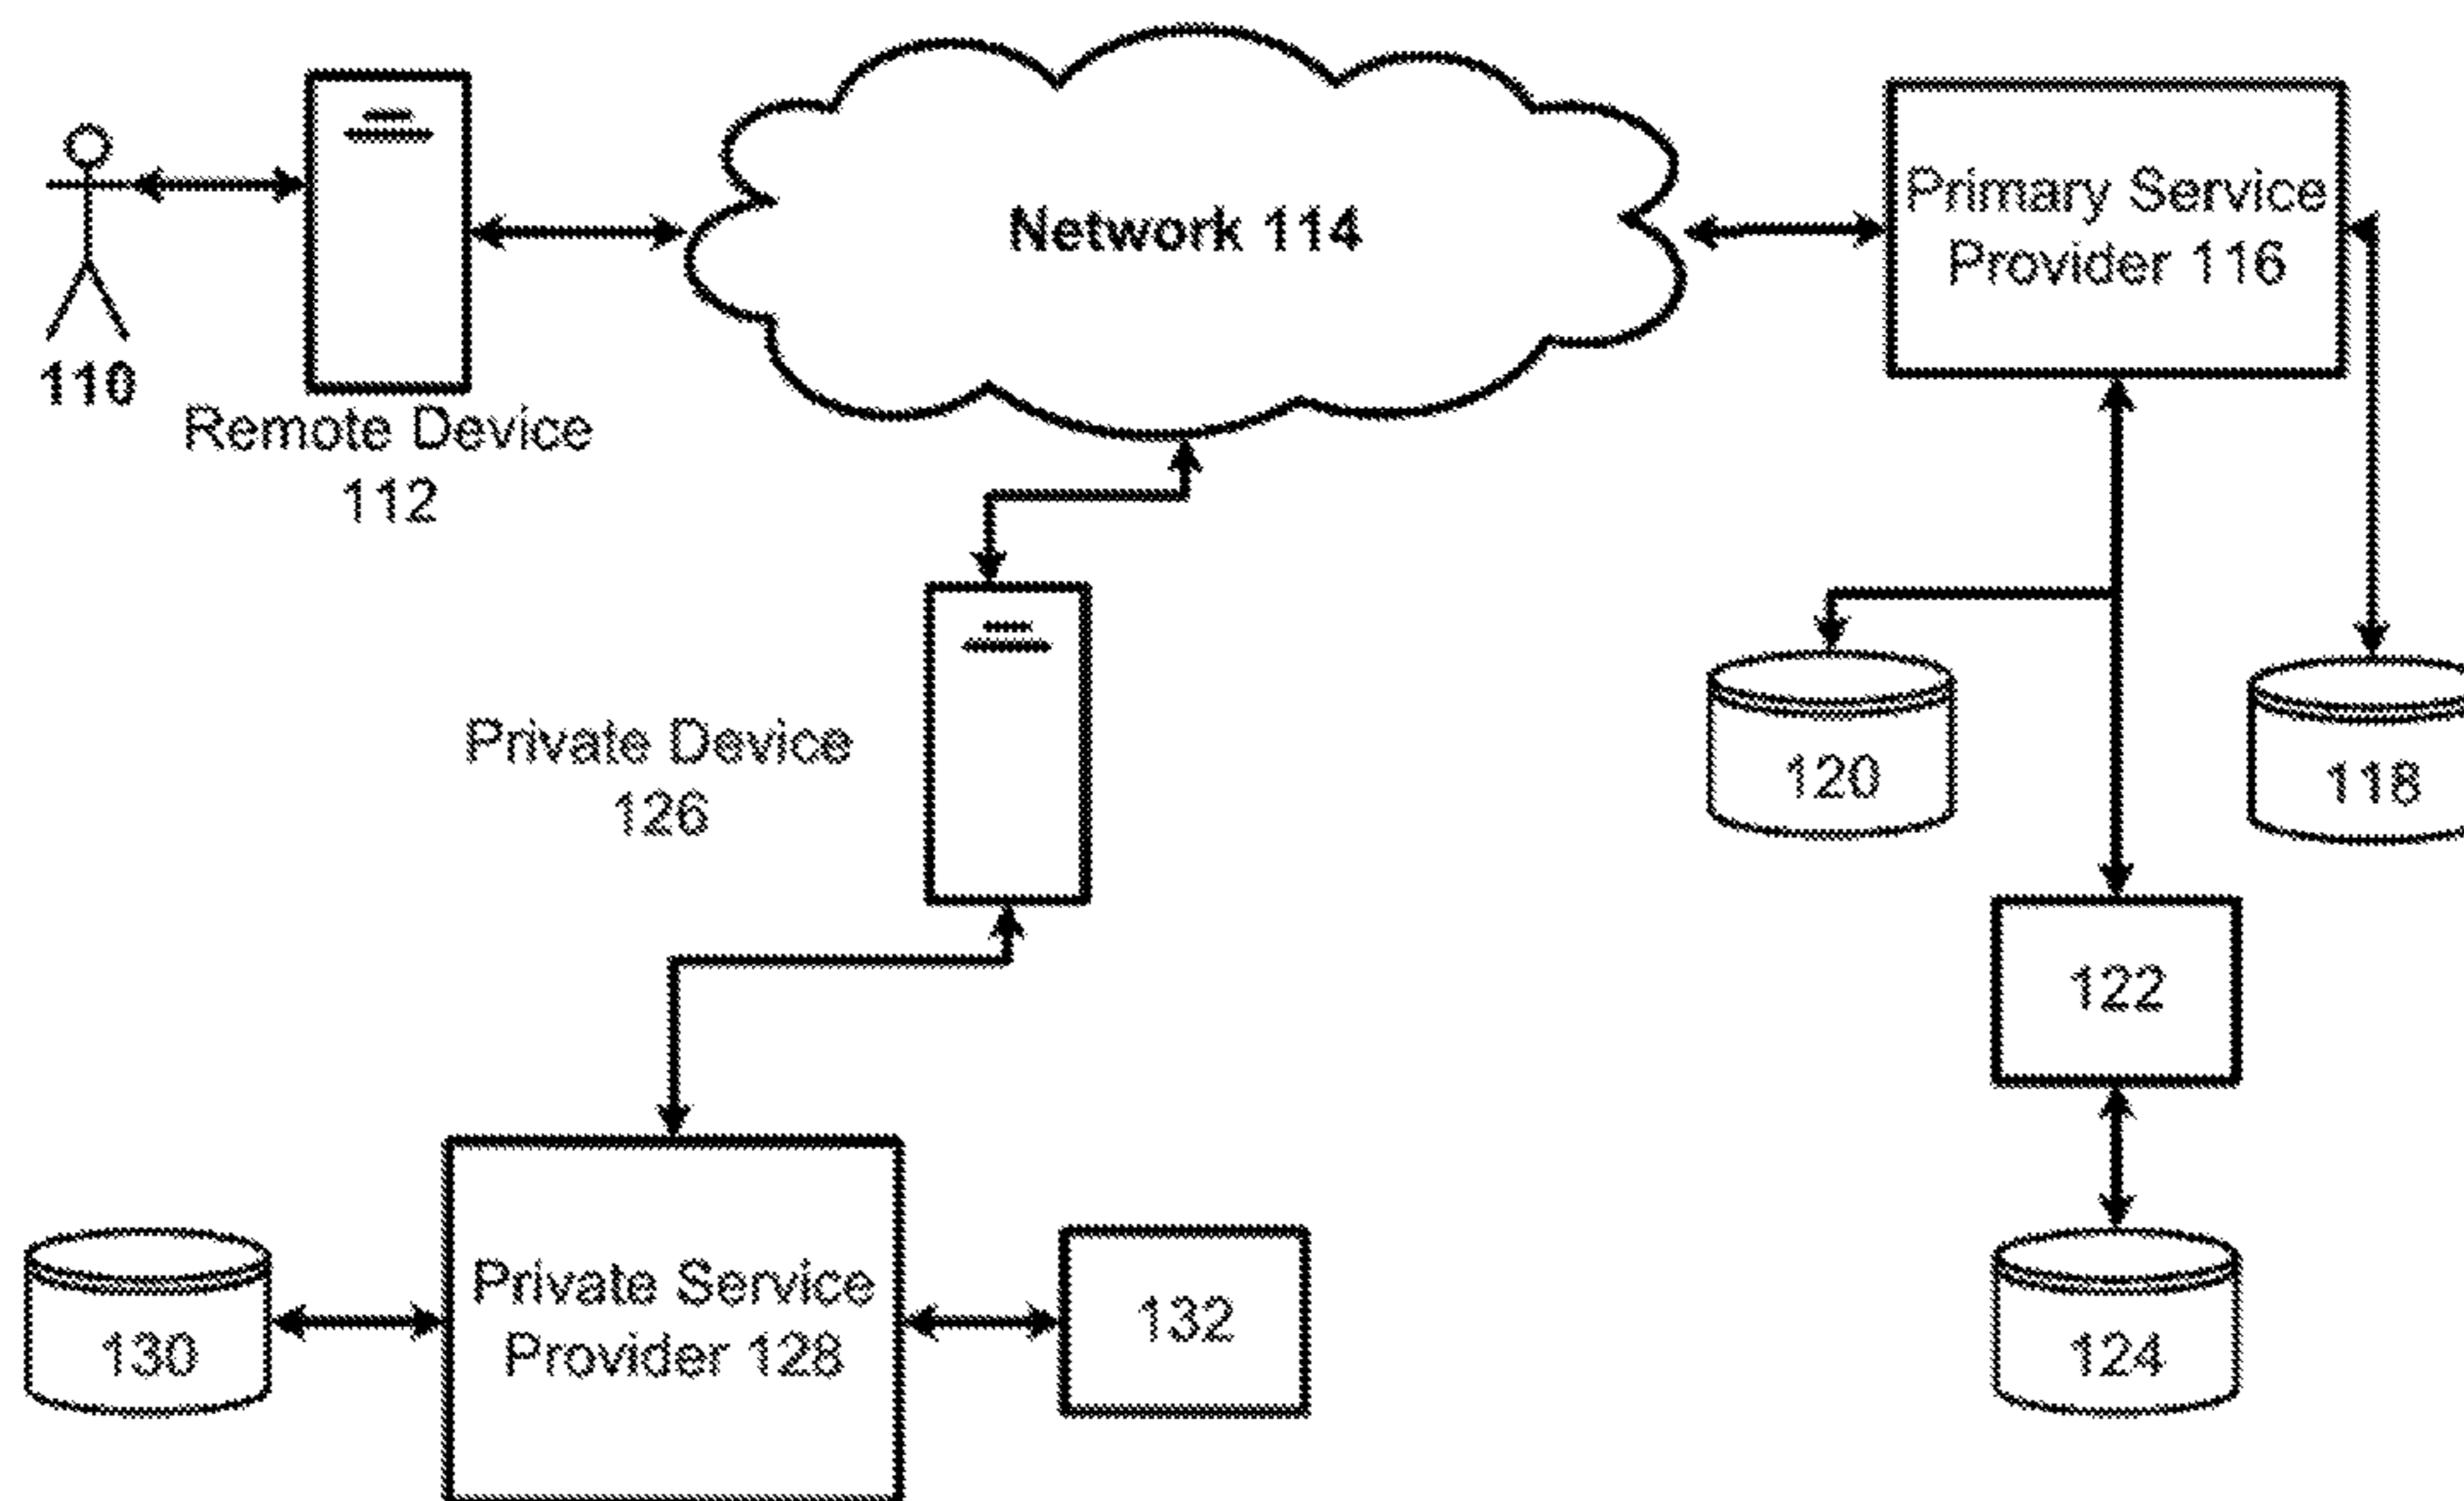 Network 114
Primary Service
Provider 116
110
Remote Device
112
Private Device
126
120
118
122
Private Service
Provider 128
130
132
124